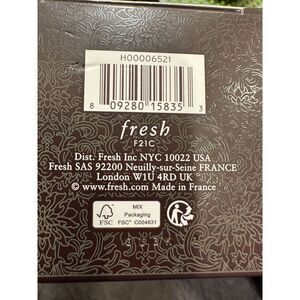 H00006521
8 09280 15835 3
fresh
F21C
Dist. Fresh Inc NYC 10022 USA
Fresh SAS 92200 Neuilly-sur-Seine FRANCE
London W1U 4RD UK
© www.fresh.com Made in France
MIX
Packaging
FSC® C004631
FSC